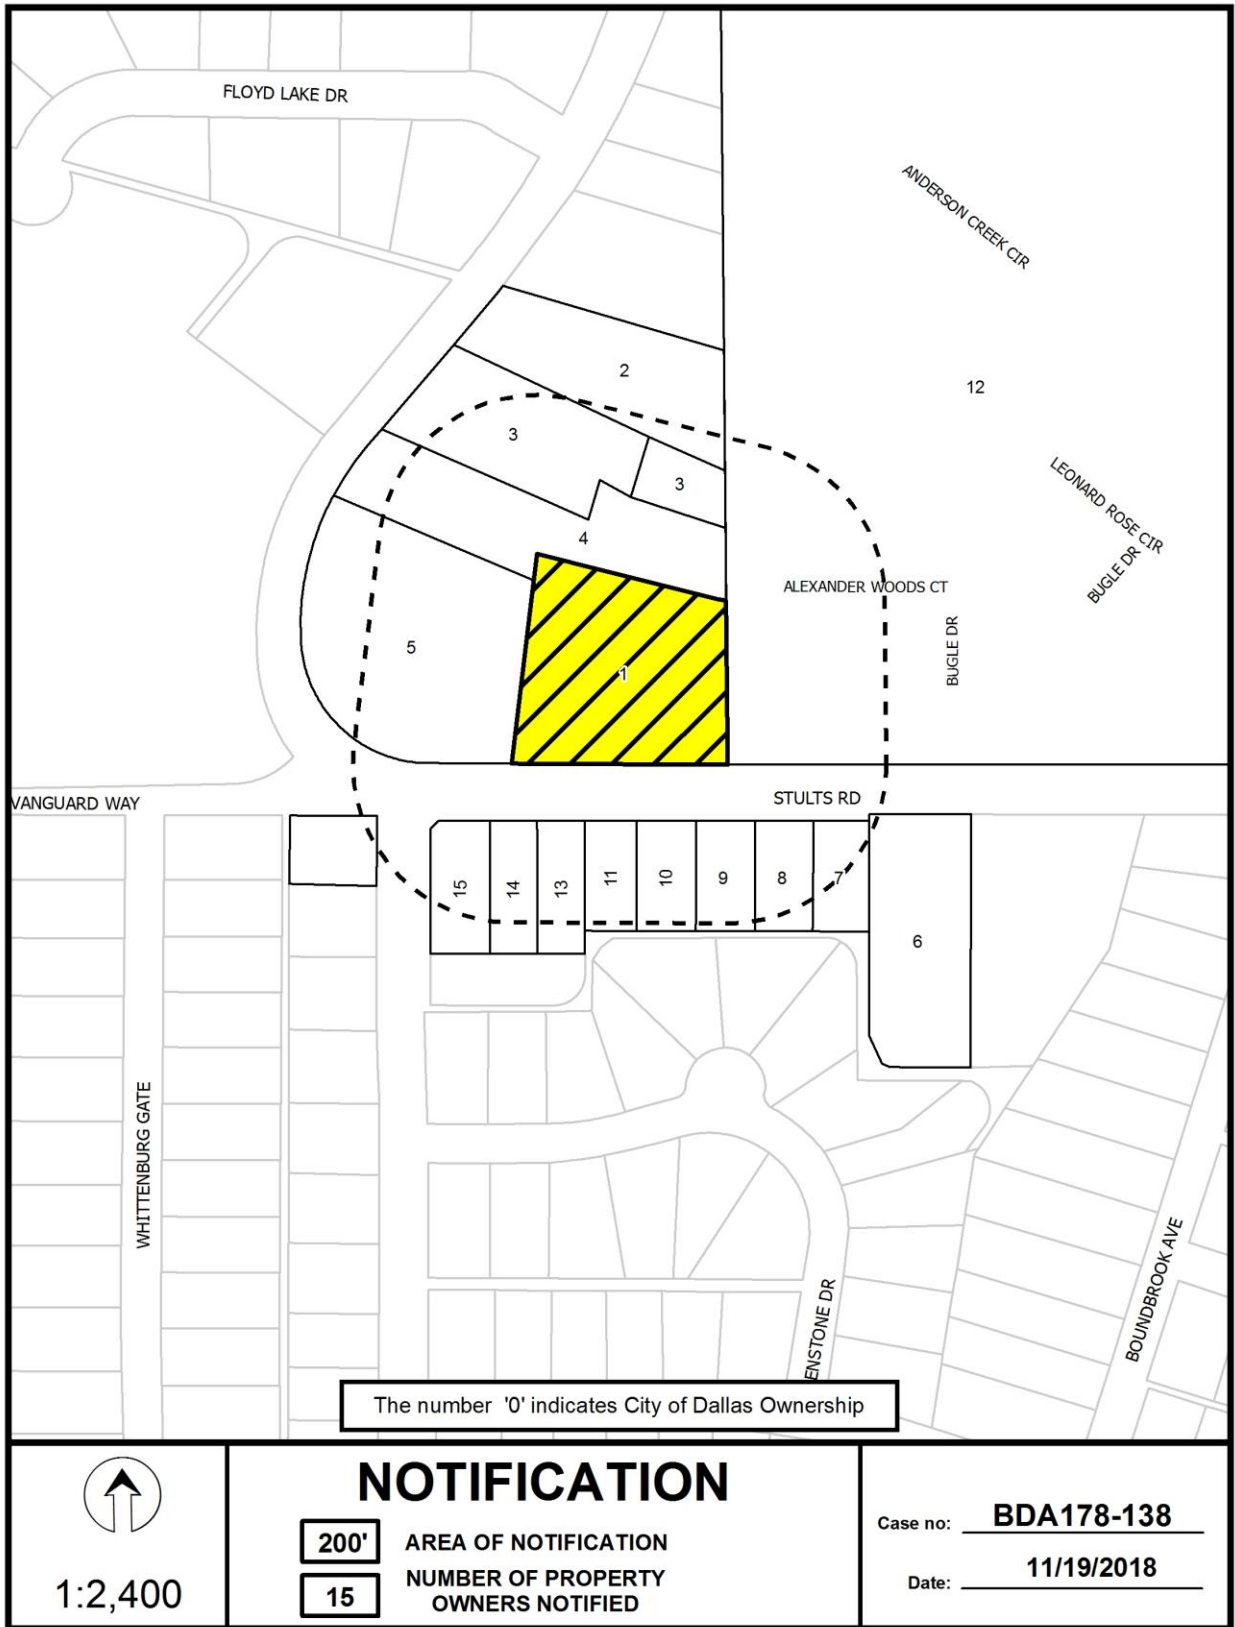 FLOYD LAKE DR
ANDERSON CREEK CIR
2
12
3
3
LEONARD ROSE CIR
4
BUGLE DR
ALEXANDER WOODS CT
BUGLE DR
5
1
VANGUARD WAY
STULTS RD
15
14
13
11
10
9
8
7
6
WHITTENBURG GATE
ENSTONE DR
BOUNDBROOK AVE
The number '0' indicates City of Dallas Ownership
1:2,400
NOTIFICATION
200' AREA OF NOTIFICATION
15 NUMBER OF PROPERTY
OWNERS NOTIFIED
Case no: BDA178-138
Date: 11/19/2018